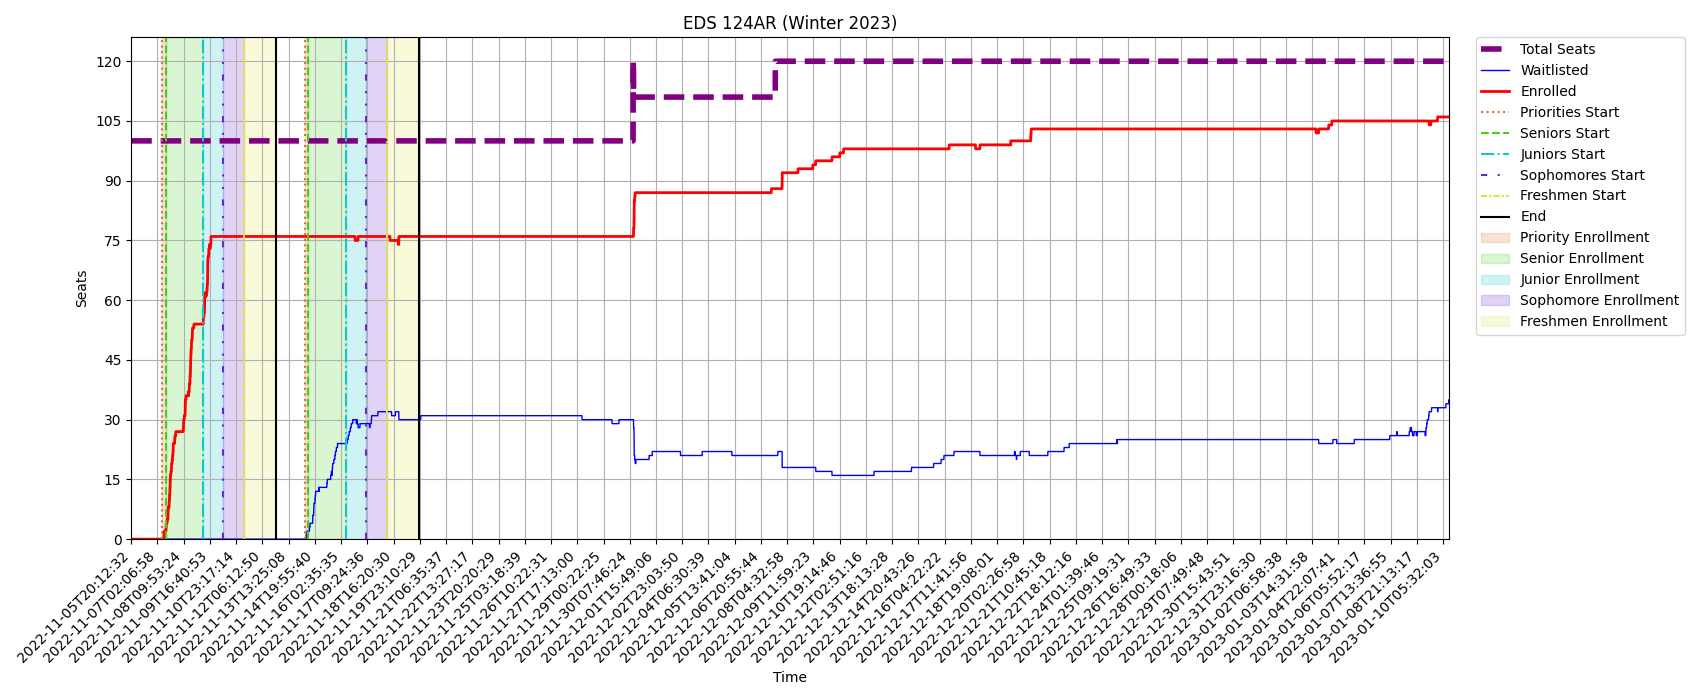 EDS 124AR (Winter 2023)
Seats
120
105
90
75
60
45
30
15
0
2022-11-05T20:12:32
2022-11-07T02:06:58
2022-11-08T09:53:24
2022-11-09T16:40:53
2022-11-10T23:17:14
2022-11-12T06:12:50
2022-11-13T13:25:08
2022-11-14T19:55:40
2022-11-16T02:35:35
2022-11-17T09:24:36
2022-11-18T16:20:30
2022-11-19T23:10:29
2022-11-21T06:35:37
2022-11-22T13:27:17
2022-11-23T20:20:29
2022-11-25T03:18:39
2022-11-26T10:22:31
2022-11-27T17:13:00
2022-11-29T00:22:25
2022-11-30T07:46:24
2022-12-01T15:49:06
2022-12-02T23:03:50
2022-12-04T06:30:39
2022-12-05T13:41:04
2022-12-06T20:55:44
2022-12-08T04:32:58
2022-12-09T11:59:23
2022-12-10T19:14:46
2022-12-12T02:51:16
2022-12-13T18:13:28
2022-12-14T20:43:26
2022-12-16T04:22:22
2022-12-17T11:41:56
2022-12-18T19:08:01
2022-12-20T02:26:58
2022-12-21T10:45:18
2022-12-22T18:12:16
2022-12-24T01:39:46
2022-12-25T09:19:31
2022-12-26T16:49:33
2022-12-28T00:18:06
2022-12-29T07:49:48
2022-12-30T15:43:51
2022-12-31T23:16:30
2023-01-02T06:58:38
2023-01-03T14:31:58
2023-01-04T22:07:41
2023-01-06T05:52:17
2023-01-07T13:36:55
2023-01-08T21:13:17
2023-01-10T05:32:03
Time
Total Seats
Waitlisted
Enrolled
Priorities Start
Seniors Start
Juniors Start
Sophomores Start
Freshmen Start
End
Priority Enrollment
Senior Enrollment
Junior Enrollment
Sophomore Enrollment
Freshmen Enrollment